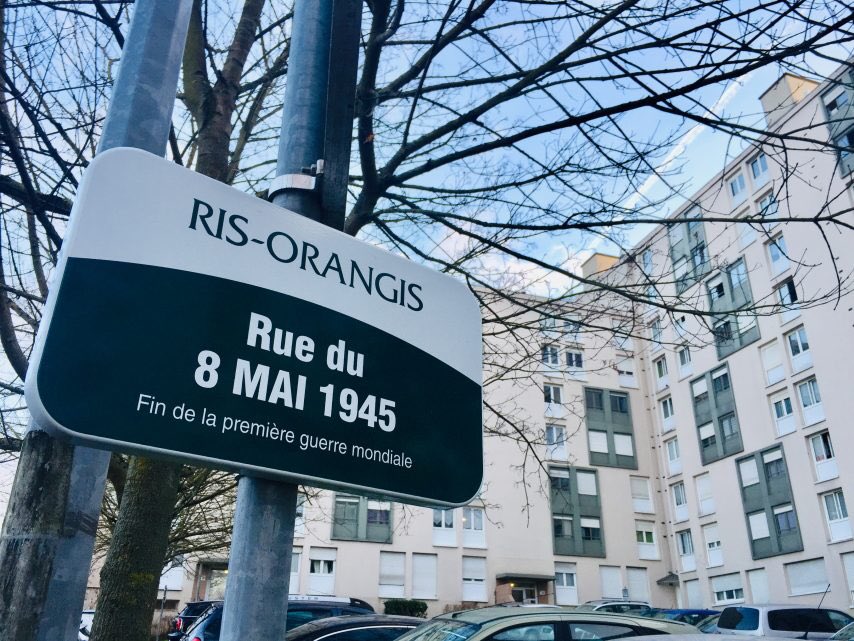 RIS-ORANGIS
Rue du
8 MAI 1945
Fin de la première guerre mondiale